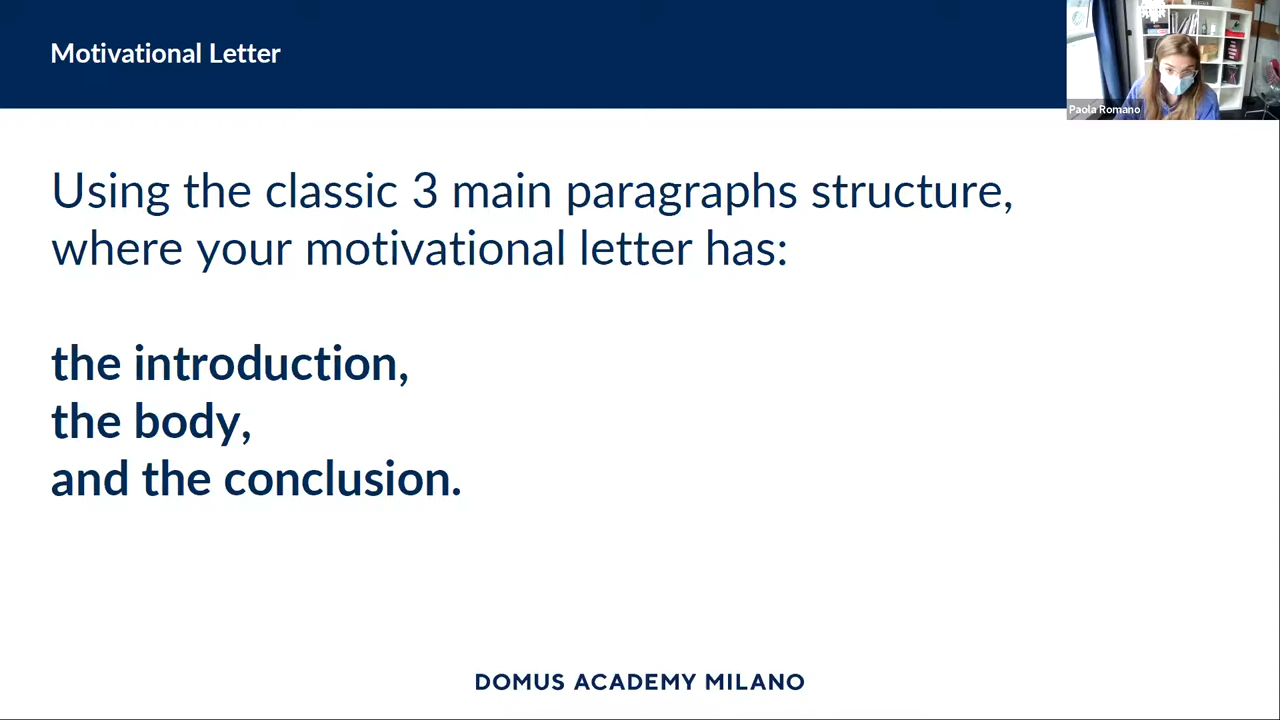 Motivational Letter
Paola Romano
Using the classic 3 main paragraphs structure,
where your motivational letter has:
the introduction,
the body,
and the conclusion.
DOMUS ACADEMY MILANO